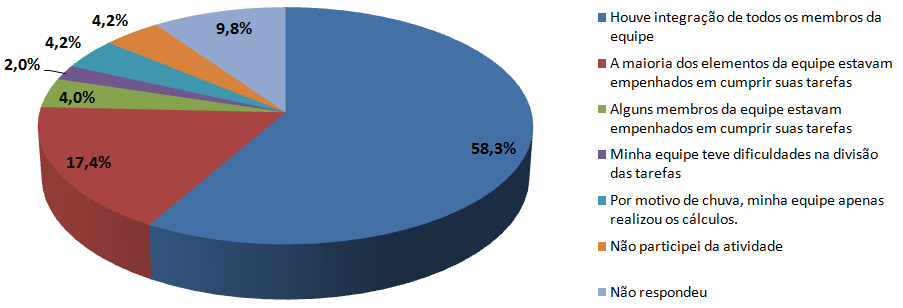 4,2%
9,8%
4,2%
2,0%
4,0%
17,4%
58,3%
Houve integração de todos os membros da
equipe
A maioria dos elementos da equipe estavam
empenhados em cumprir suas tarefas
Alguns membros da equipe estavam
empenhados em cumprir suas tarefas
Minha equipe teve dificuldades na divisão
das tarefas
Por motivo de chuva, minha equipe apenas
realizou os cálculos.
Não participei da atividade
Não respondeu